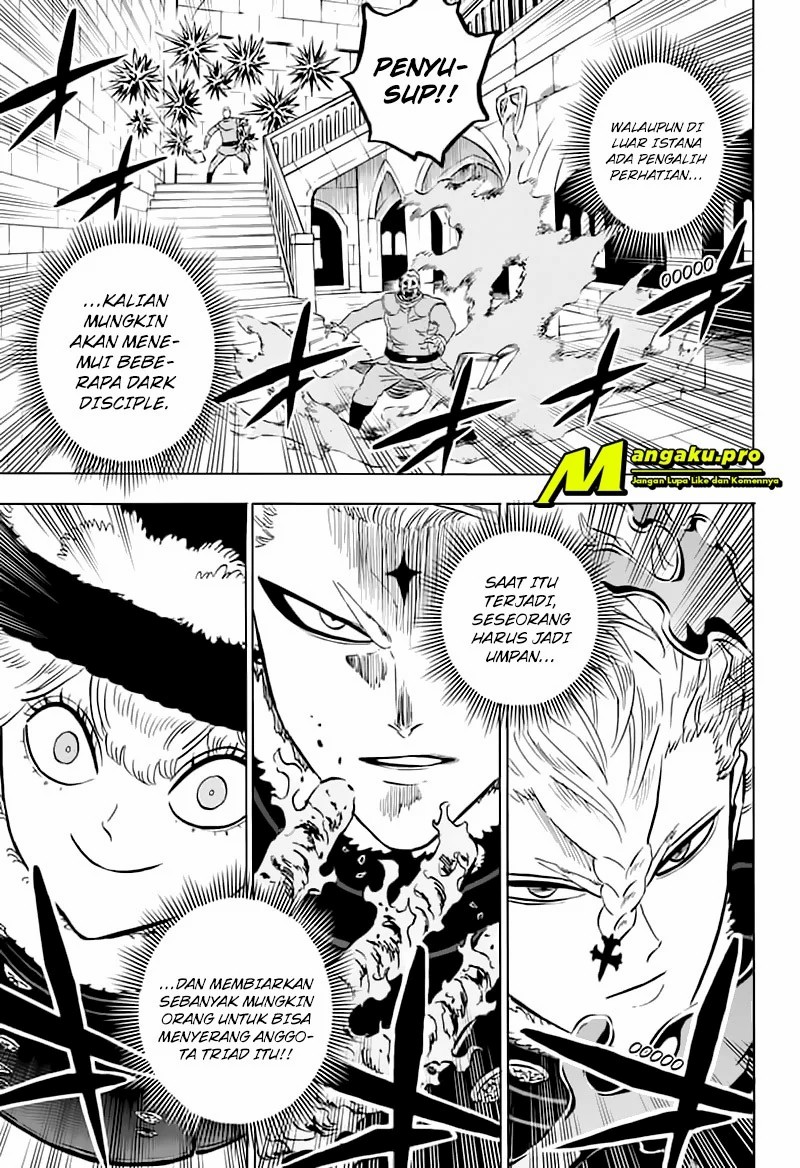 PENYU-
SUP!!
WALAUPUN DI
LUAR ISTANA
ADA PENGALIH
PERHATIAN...
OOOOO
...KALIAN
MUNGKIN
AKAN MENE-
MUI BEBE-
RAPA DARK
DISCIPLE.
Mangaku.pro
Jangan Lupa Like dan Komennya
SAAT ITU
TERJADI,
SESEORANG
HARUS JADI
UMPAN...
...DAN MEMBIARKAN
SEBANYAK MUNGKIN
ORANG UNTUK BISA
MENYERANG ANGGO-
TA TRIAD ITU!!
OOOOO